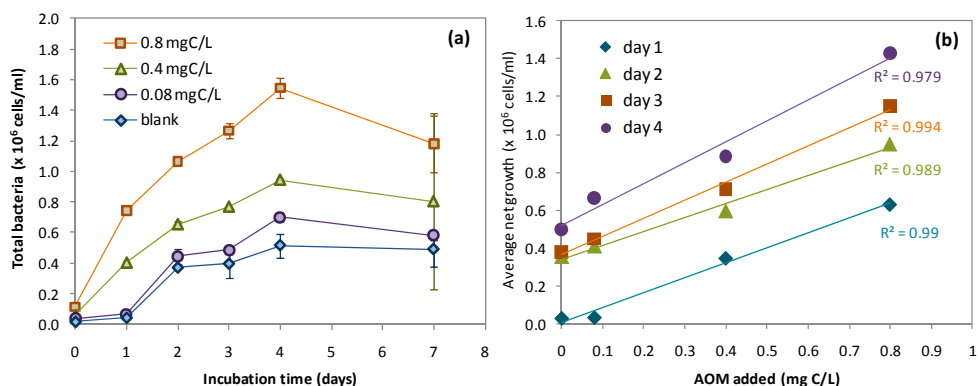 (a)
0.8 mgC/L
0.4 mgC/L
0.08 mgC/L
blank
Total bacteria (x 10⁶ cells/ml)
2.0
1.8
1.6
1.4
1.2
1.0
0.8
0.6
0.4
0.2
0.0
0 1 2 3 4 5 6 7 8
Incubation time (days)
(b)
day 1
day 2
day 3
day 4
R² = 0.979
R² = 0.994
R² = 0.989
R² = 0.99
Average net growth (x 10⁶ cells/ml)
1.6
1.4
1.2
1.0
0.8
0.6
0.4
0.2
0.0
0 0.1 0.2 0.3 0.4 0.5 0.6 0.7 0.8 0.9 1
AOM added (mg C/L)